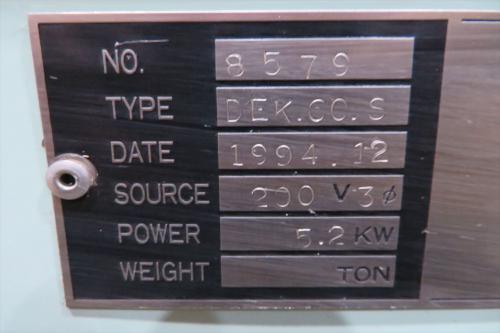 NO. 8579
TYPE DEK.CO.S
DATE 1994.12
SOURCE 200 V 3φ
POWER 5.2 KW
WEIGHT TON